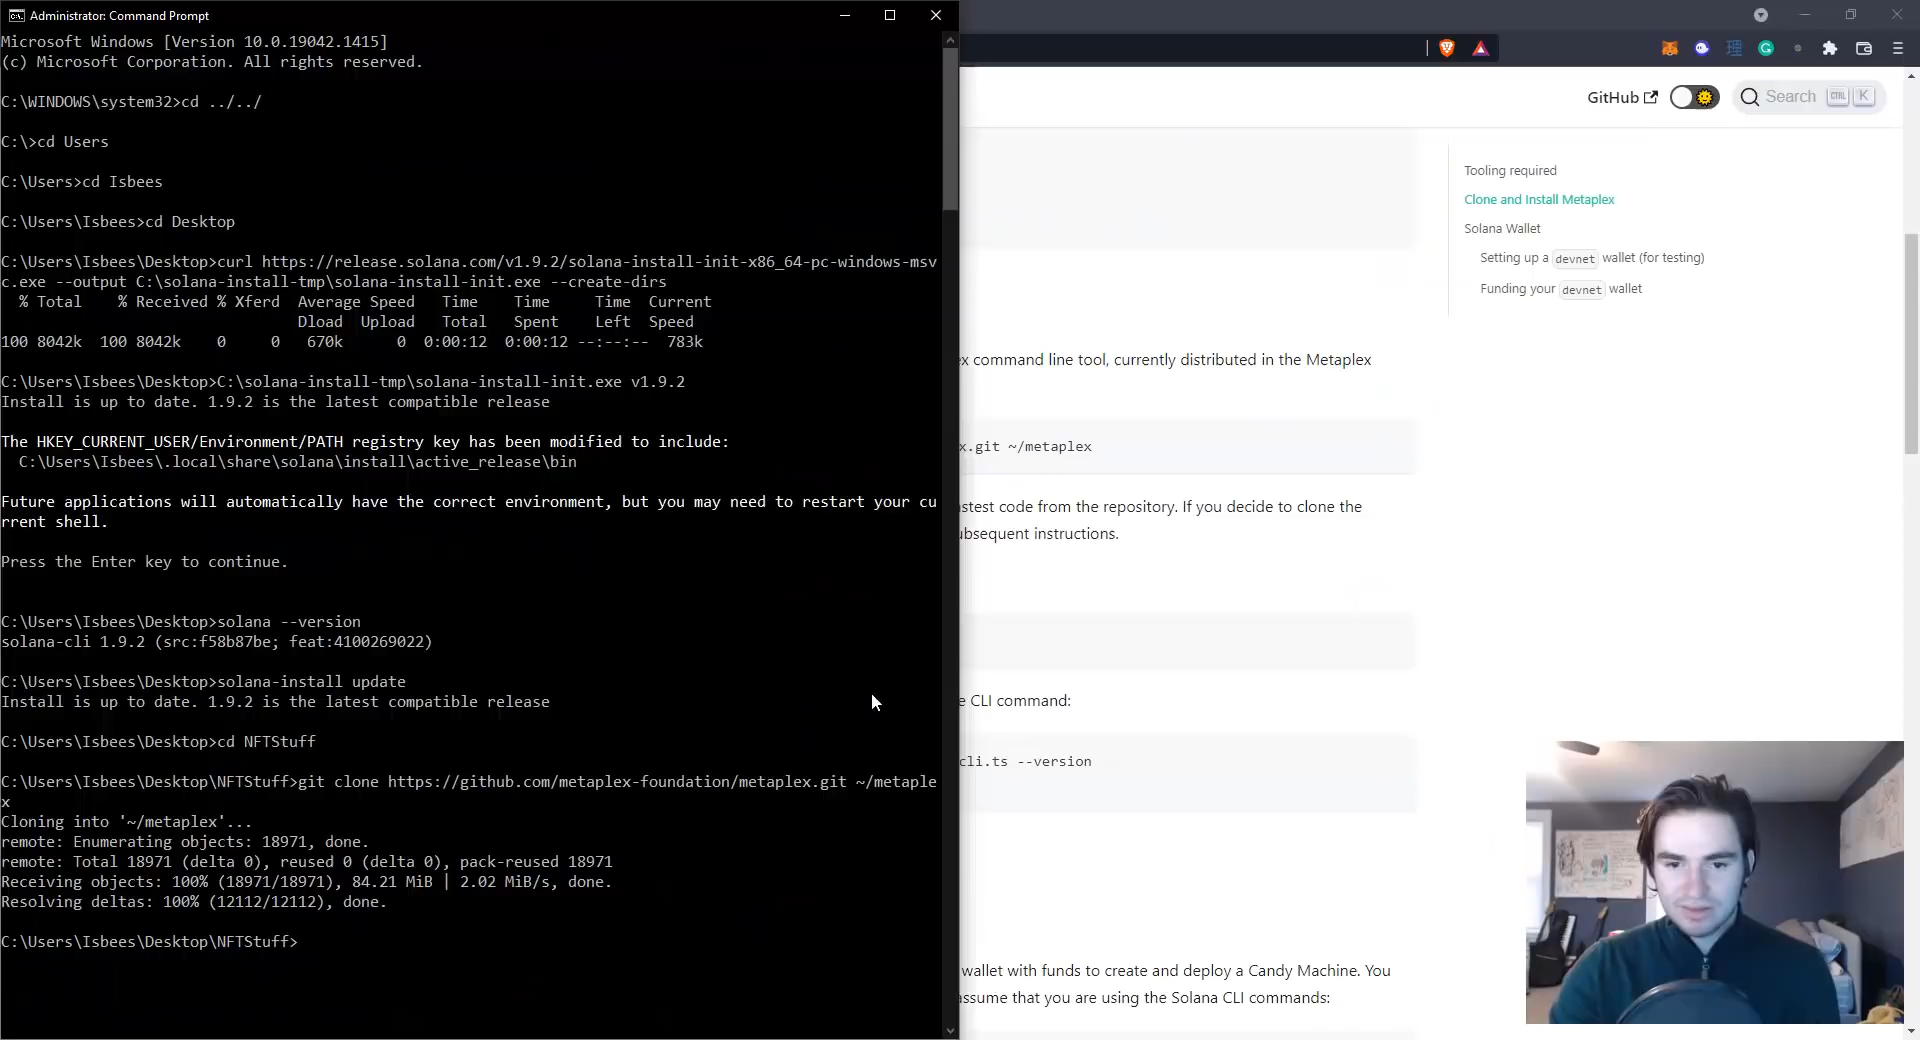 Administrator: Command Prompt
Microsoft Windows [Version 10.0.19042.1415]
(c) Microsoft Corporation. All rights reserved.
C:\WINDOWS\system32>cd ../../
C:\>cd Users
C:\Users>cd Isbees
C:\Users\Isbees>cd Desktop
C:\Users\Isbees\Desktop>curl https://release.solana.com/v1.9.2/solana-install-init-x86_64-pc-windows-msv
c.exe --output C:\solana-install-tmp\solana-install-init.exe --create-dirs
% Total % Received % Xferd Average Speed Time Time Time Current
Dload Upload Total Spent Left Speed
100 8042k 100 8042k 0 0 670k 0 0:00:12 0:00:12 --:--:-- 783k
C:\Users\Isbees\Desktop>C:\solana-install-tmp\solana-install-init.exe v1.9.2
Install is up to date. 1.9.2 is the latest compatible release
The HKEY_CURRENT_USER/Environment/PATH registry key has been modified to include:
C:\Users\Isbees\.local\share\solana\install\active_release\bin
Future applications will automatically have the correct environment, but you may need to restart your cu
rrent shell.
Press the Enter key to continue.
C:\Users\Isbees\Desktop>solana --version
solana-cli 1.9.2 (src:f58b87be; feat:4100269022)
C:\Users\Isbees\Desktop>solana-install update
Install is up to date. 1.9.2 is the latest compatible release
C:\Users\Isbees\Desktop>cd NFTStuff
C:\Users\Isbees\Desktop\NFTStuff>git clone https://github.com/metaplex-foundation/metaplex.git ~/metaple
x
Cloning into '~/metaplex'...
remote: Enumerating objects: 18971, done.
remote: Total 18971 (delta 0), reused 0 (delta 0), pack-reused 18971
Receiving objects: 100% (18971/18971), 84.21 MiB | 2.02 MiB/s, done.
Resolving deltas: 100% (12112/12112), done.
C:\Users\Isbees\Desktop\NFTStuff>
GitHub
Search CTRL K
Tooling required
Clone and Install Metaplex
Solana Wallet
Setting up a devnet wallet (for testing)
Funding your devnet wallet
x command line tool, currently distributed in the Metaplex
x.git ~/metaplex
stest code from the repository. If you decide to clone the
ubsequent instructions.
e CLI command:
cli.ts --version
wallet with funds to create and deploy a Candy Machine. You
assume that you are using the Solana CLI commands: